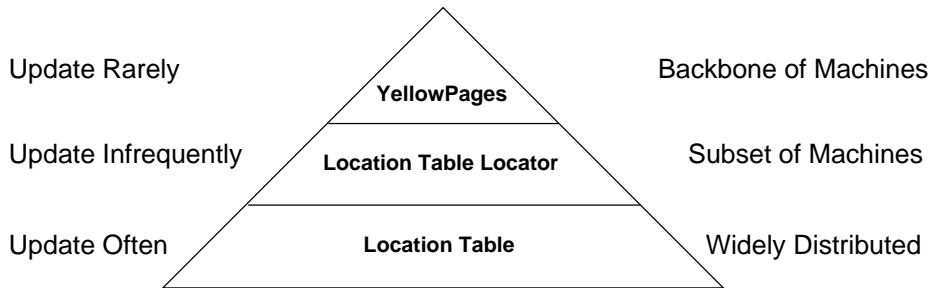 Update Rarely
YellowPages
Backbone of Machines
Update Infrequently
Location Table Locator
Subset of Machines
Update Often
Location Table
Widely Distributed